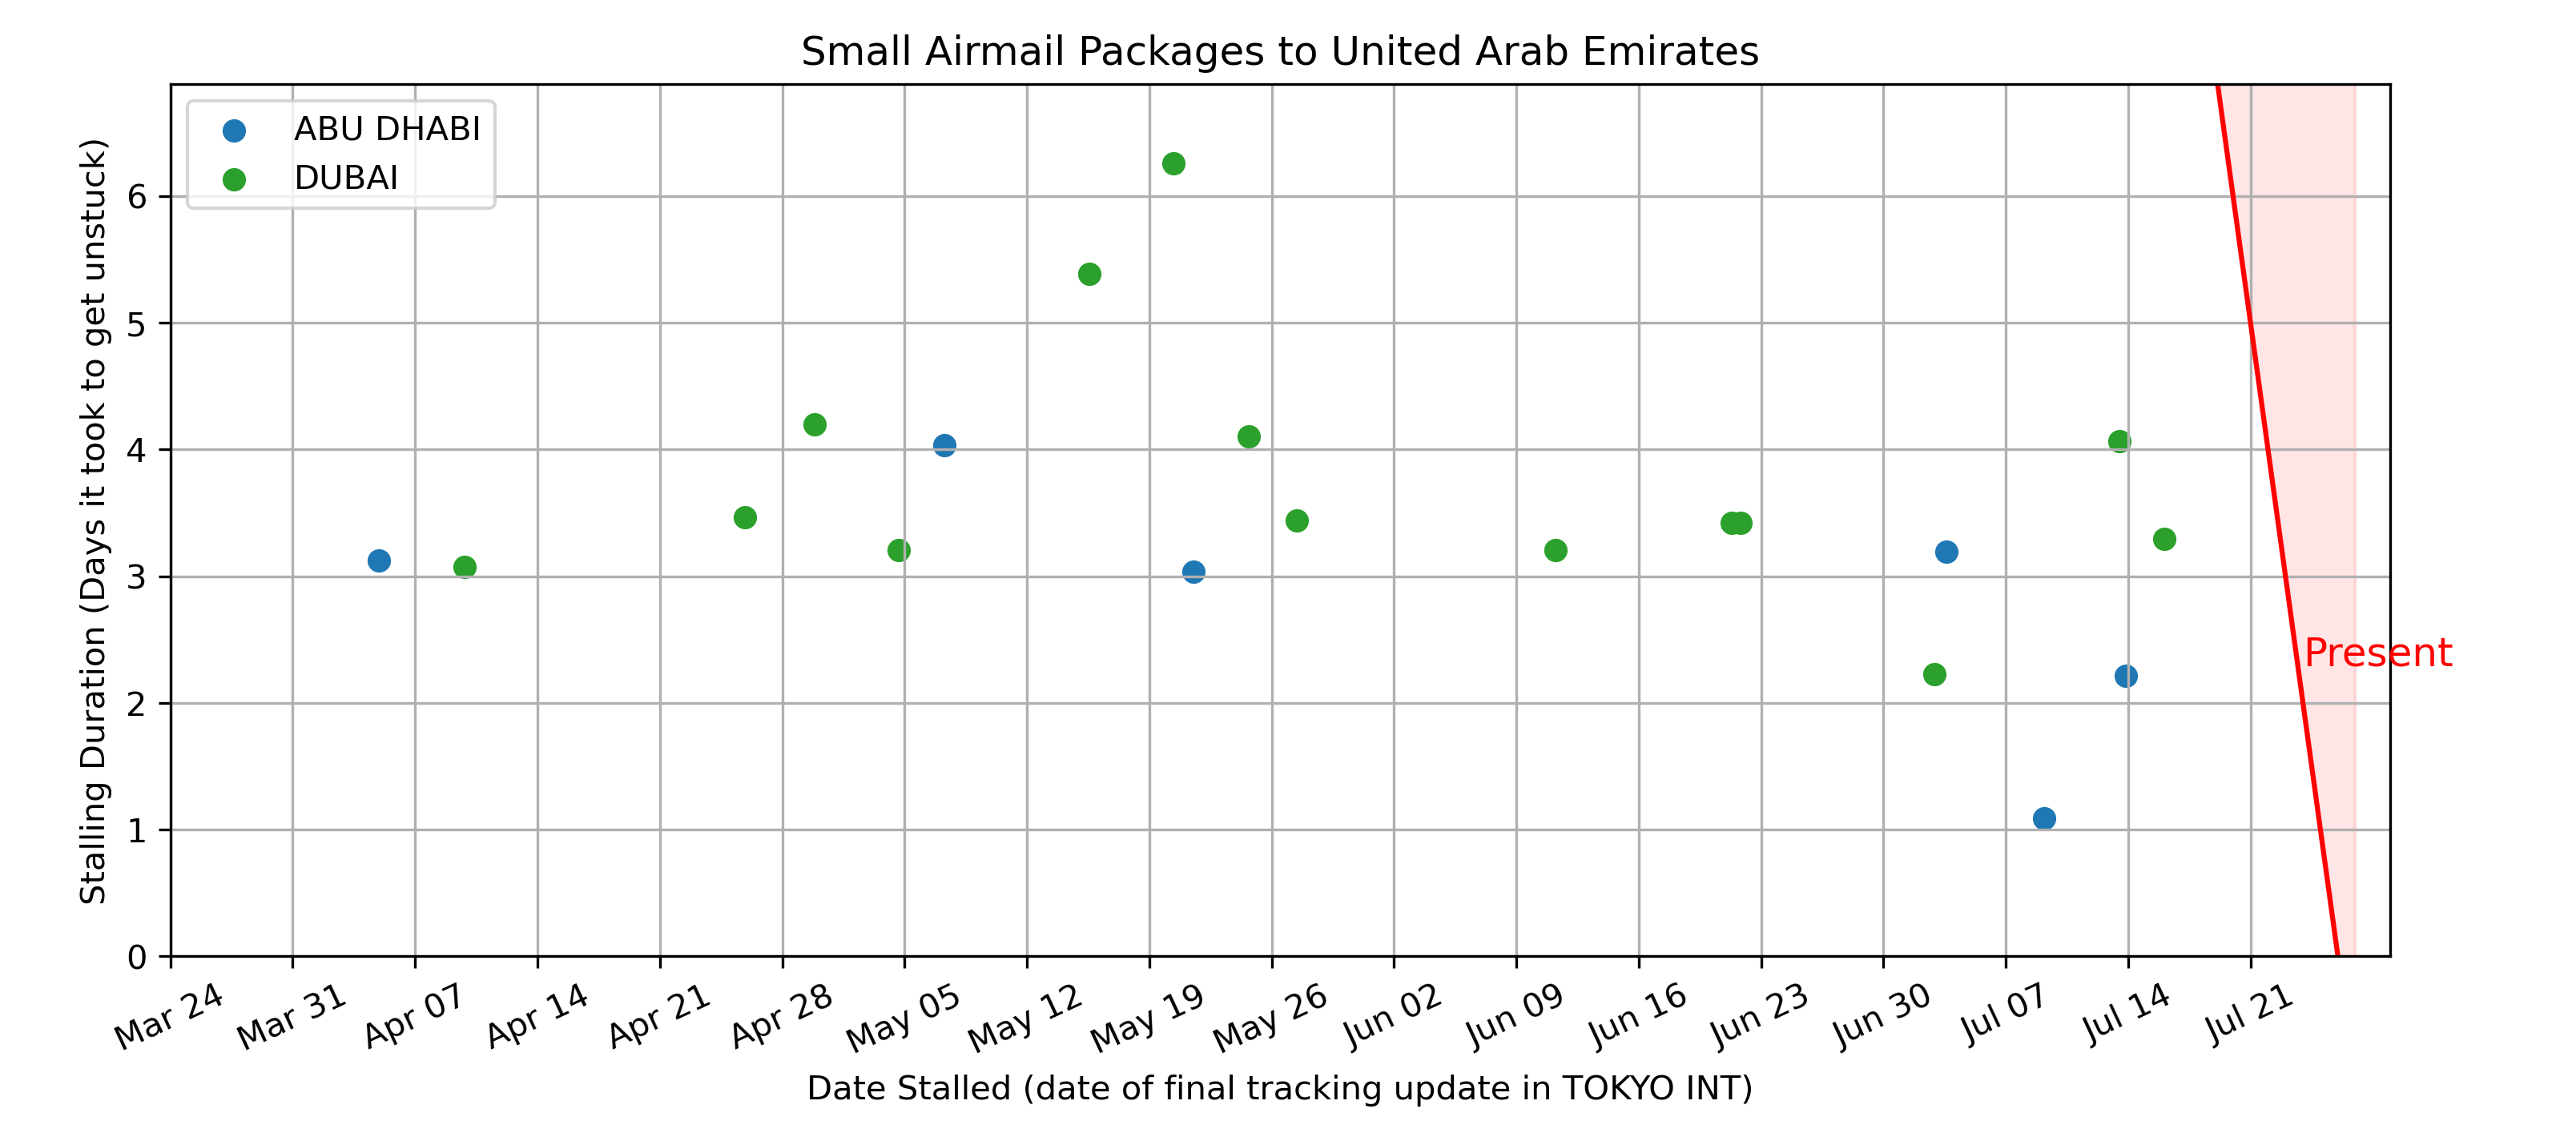 Small Airmail Packages to United Arab Emirates
ABU DHABI
DUBAI
Stalling Duration (Days it took to get unstuck)
6
5
4
3
2
1
0
Present
Mar 24
Mar 31
Apr 07
Apr 14
Apr 21
Apr 28
May 05
May 12
May 19
May 26
Jun 02
Jun 09
Jun 16
Jun 23
Jun 30
Jul 07
Jul 14
Jul 21
Date Stalled (date of final tracking update in TOKYO INT)